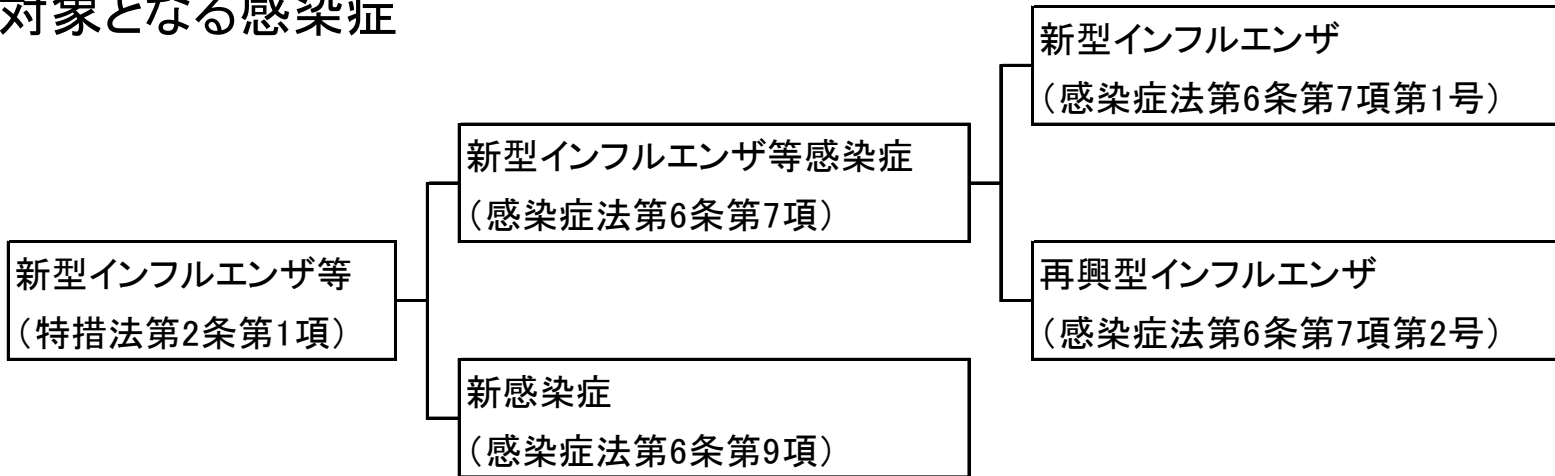 対象となる感染症
新型インフルエンザ
（感染症法第6条第7項第1号）
新型インフルエンザ等感染症
（感染症法第6条第7項）
新型インフルエンザ等
（特措法第2条第1項）
再興型インフルエンザ
（感染症法第6条第7項第2号）
新感染症
（感染症法第6条第9項）